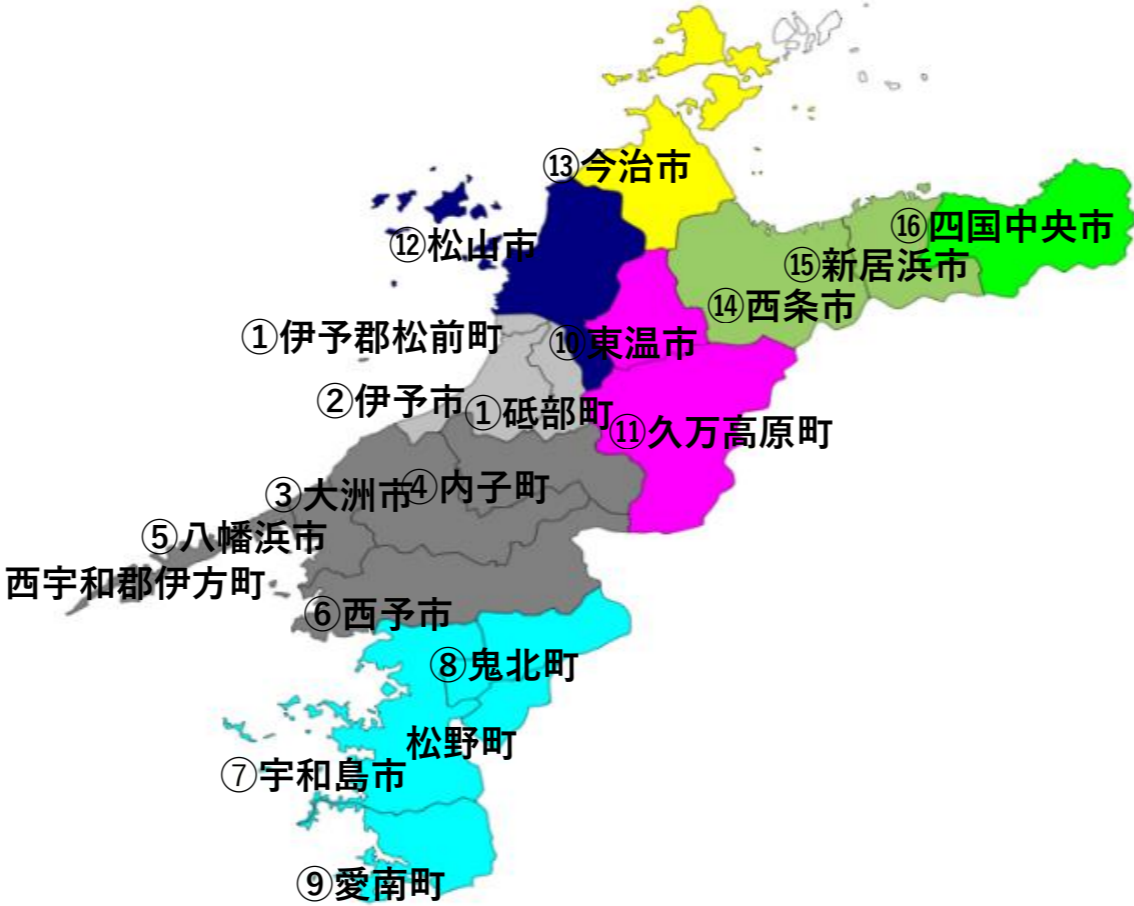 ⑬今治市
⑫松山市
⑯四国中央市
⑮新居浜市
⑭西条市
①伊予郡松前町
⑩東温市
②伊予市
①砥部町
⑪久万高原町
③大洲市
④内子町
⑤八幡浜市
西宇和郡伊方町
⑥西予市
⑧鬼北町
松野町
⑦宇和島市
⑨愛南町